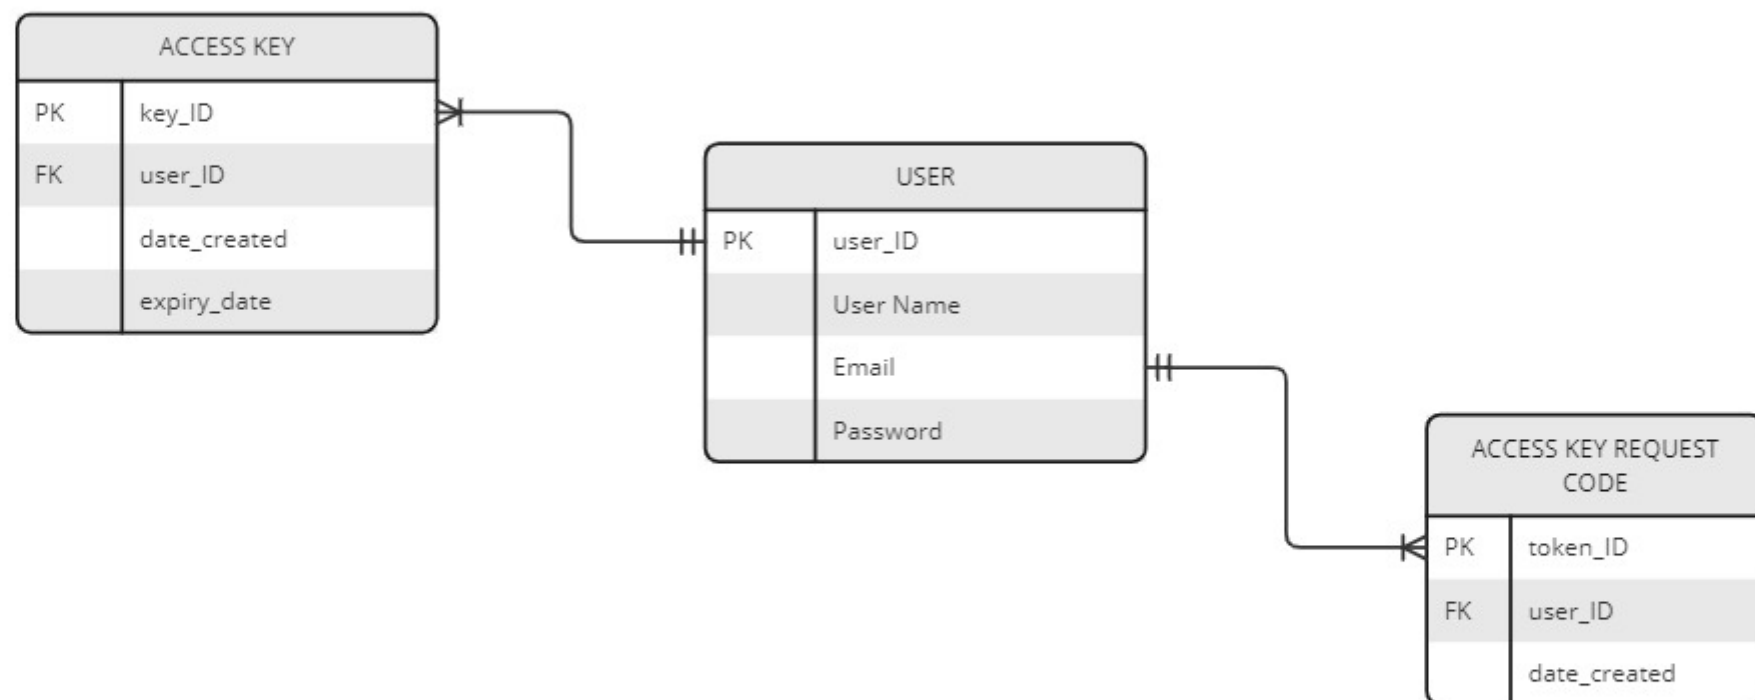 ACCESS KEY
PK key_ID
FK user_ID
date_created
expiry_date
USER
PK user_ID
User Name
Email
Password
ACCESS KEY REQUEST
CODE
PK token_ID
FK user_ID
date_created